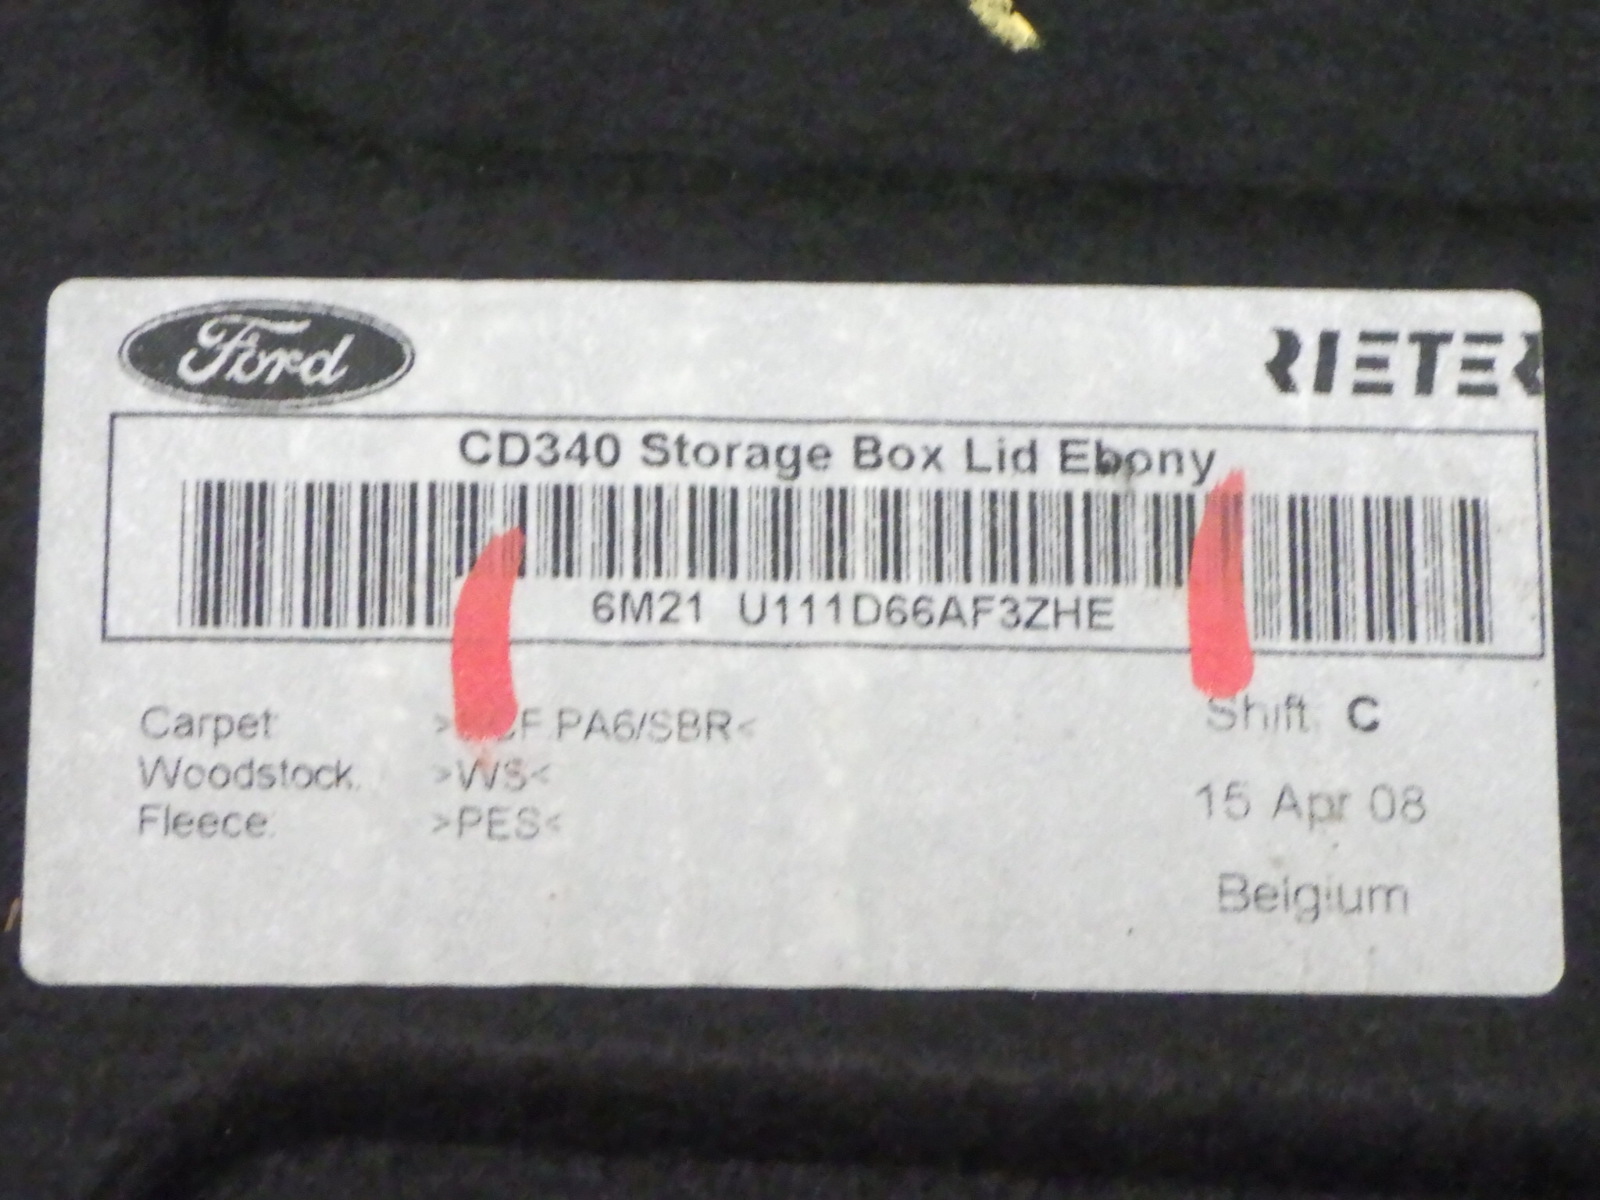 Ford
RIETER
CD340 Storage Box Lid Ebony
6M21 U111D66AF3ZHE
Carpet: PA6/SBR<
Shift: C
Woodstock: >WS<
15 Apr 08
Fleece: >PES<
Belgium